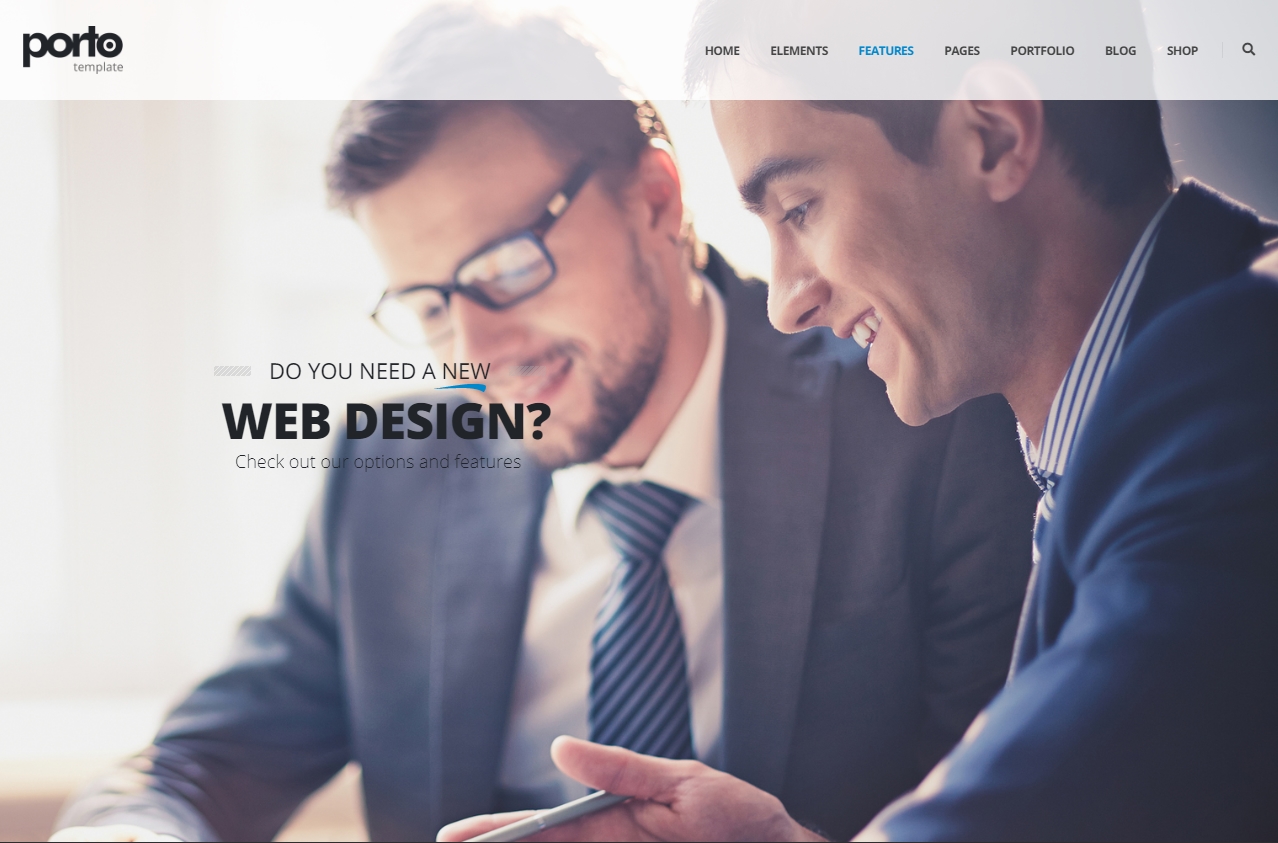 porto
template
HOME ELEMENTS FEATURES PAGES PORTFOLIO BLOG SHOP
DO YOU NEED A NEW
WEB DESIGN?
Check out our options and features